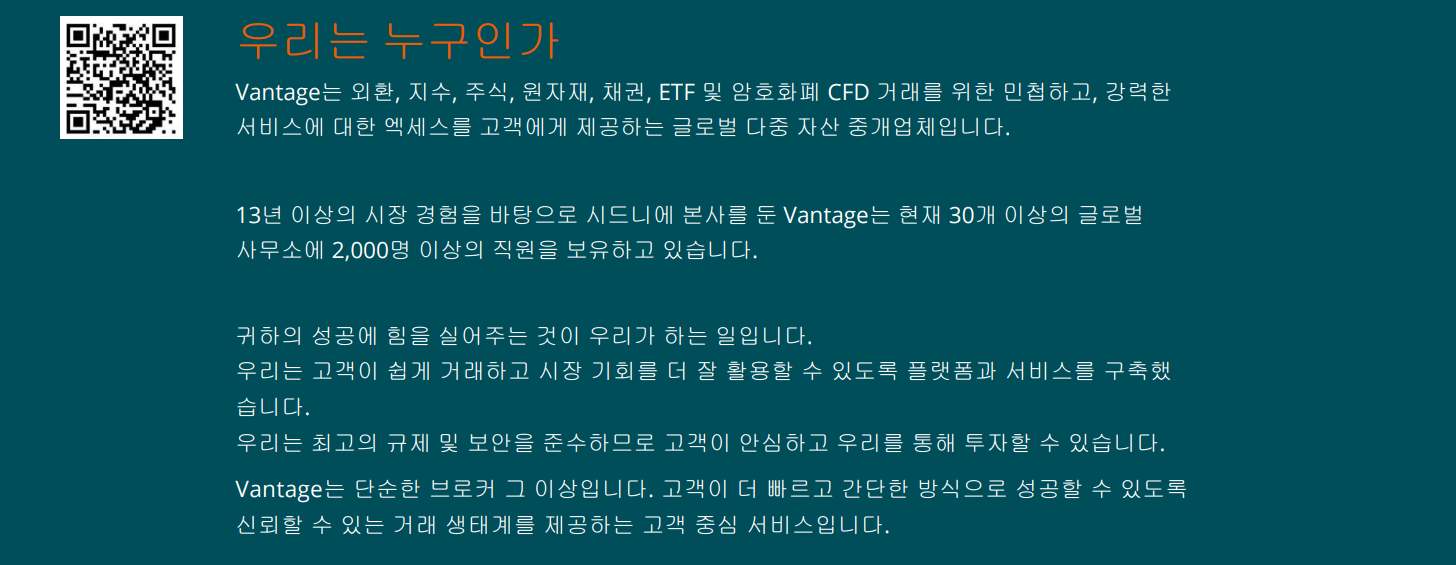 우리는 누구인가
Vantage는 외환, 지수, 주식, 원자재, 채권, ETF 및 암호화폐 CFD 거래를 위한 민첩하고, 강력한
서비스에 대한 엑세스를 고객에게 제공하는 글로벌 다중 자산 중개업체입니다.
13년 이상의 시장 경험을 바탕으로 시드니에 본사를 둔 Vantage는 현재 30개 이상의 글로벌
사무소에 2,000명 이상의 직원을 보유하고 있습니다.
귀하의 성공에 힘을 실어주는 것이 우리가 하는 일입니다.
우리는 고객이 쉽게 거래하고 시장 기회를 더 잘 활용할 수 있도록 플랫폼과 서비스를 구축했
습니다.
우리는 최고의 규제 및 보안을 준수하므로 고객이 안심하고 우리를 통해 투자할 수 있습니다.
Vantage는 단순한 브로커 그 이상입니다. 고객이 더 빠르고 간단한 방식으로 성공할 수 있도록
신뢰할 수 있는 거래 생태계를 제공하는 고객 중심 서비스입니다.